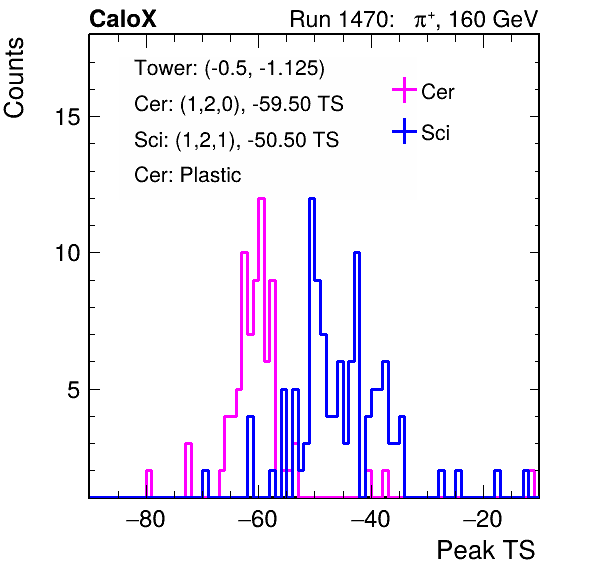 CaloX Run 1470: π⁺, 160 GeV
Counts
Tower: (-0.5, -1.125)
Cer: (1,2,0), -59.50 TS
Sci: (1,2,1), -50.50 TS
Cer: Plastic
Cer
Sci
15
10
5
−80 −60 −40 −20
Peak TS